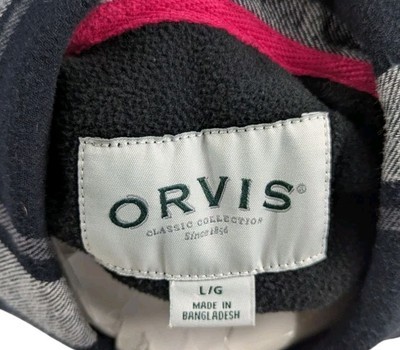 ORVIS®
CLASSIC COLLECTION
Since 1856
L/G
MADE IN
BANGLADESH